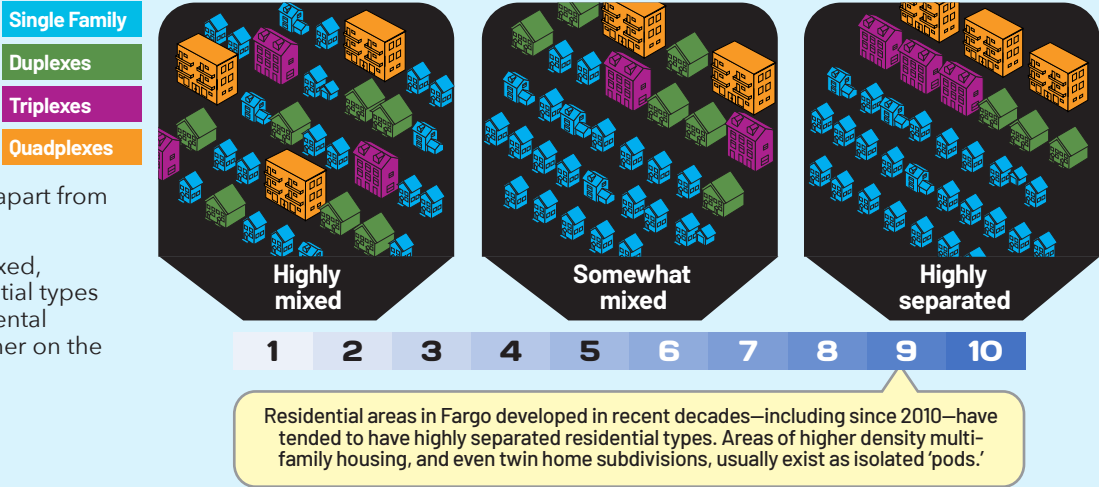 Single Family
Duplexes
Triplexes
Quadplexes
apart from
xed,
tial types
ental
her on the
Highly
mixed
Somewhat
mixed
Highly
separated
1 2 3 4 5 6 7 8 9 10
Residential areas in Fargo developed in recent decades—including since 2010—have
tended to have highly separated residential types. Areas of higher density multi-
family housing, and even twin home subdivisions, usually exist as isolated ‘pods.’